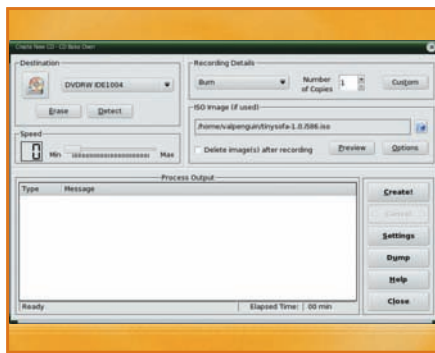 Create New CD - CD Bake Oven
Destination
DVDRW IDE1004
Erase
Detect
Speed
0
Min
Max
Recording Details
Burn
Number
of Copies
1
Custom
ISO Image (if used)
/home/valpenguin/tinysofa-1.0.i586.iso
Delete image(s) after recording
Preview
Options
Process Output
Type
Message
Create!
Cancel
Settings
Dump
Help
Close
Ready
Elapsed Time:
00 min